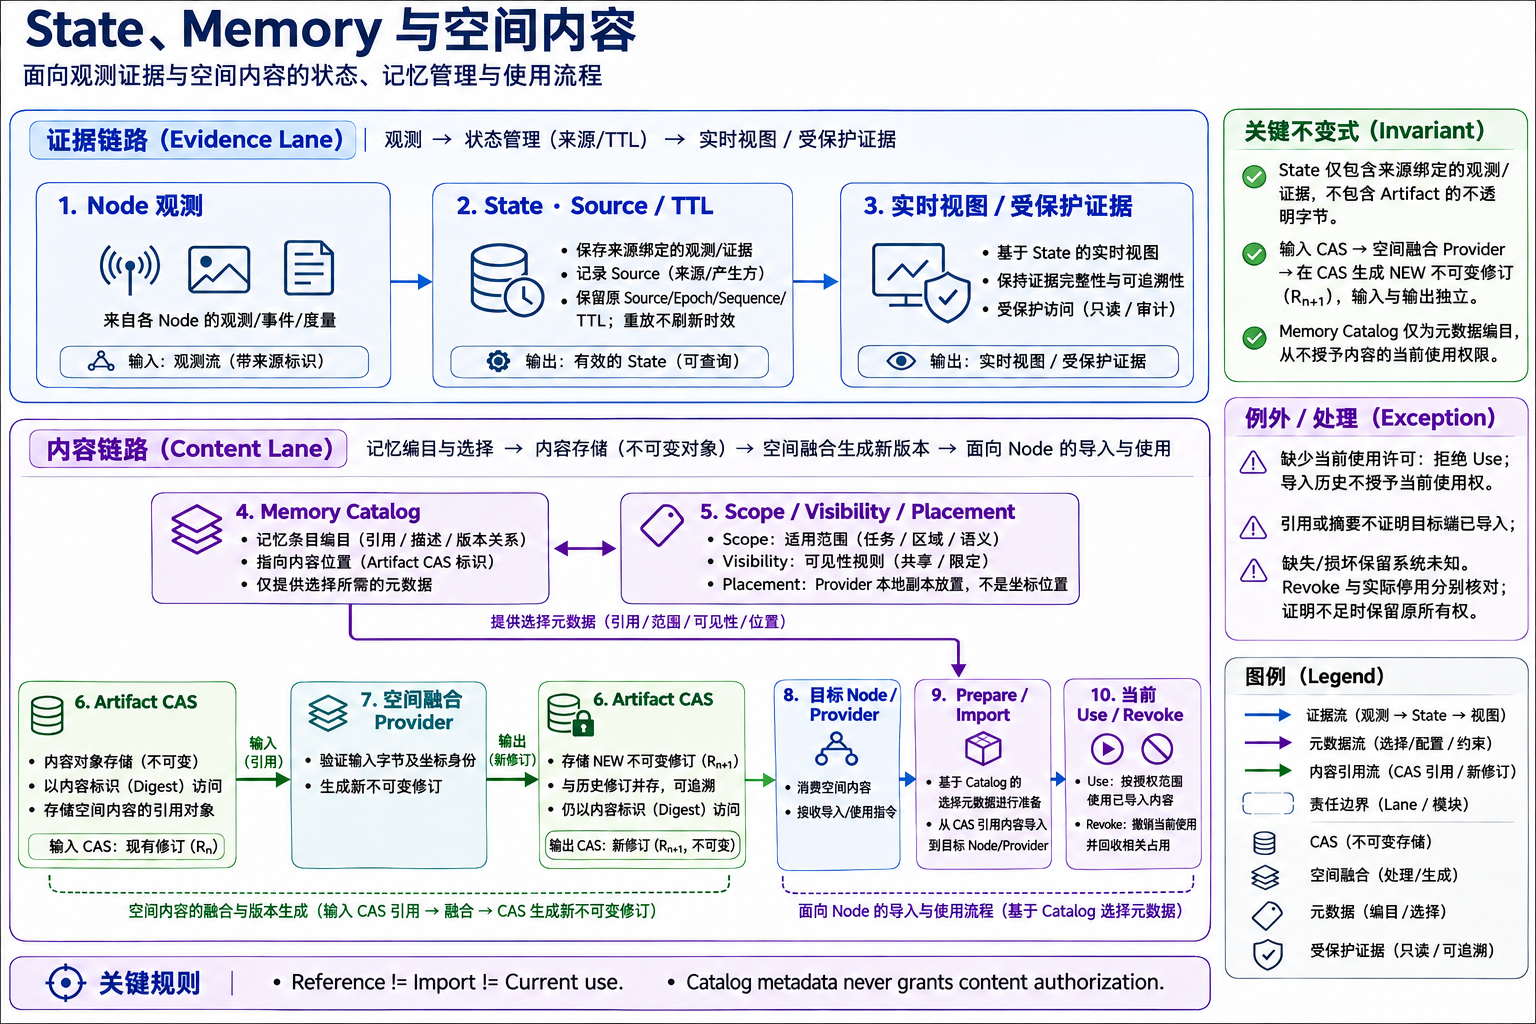 State、Memory 与空间内容
面向观测证据与空间内容的状态、记忆管理与使用流程
证据链路（Evidence Lane）
观测 → 状态管理（来源/TTL） → 实时视图 / 受保护证据
1. Node 观测
来自各 Node 的观测/事件/度量
输入：观测流（带来源标识）
2. State · Source / TTL
• 保存来源绑定的观测/证据
• 记录 Source（来源/产生方）
• 保留原 Source/Epoch/Sequence/
TTL；重放不刷新时效
输出：有效的 State（可查询）
3. 实时视图 / 受保护证据
• 基于 State 的实时视图
• 保持证据完整性与可追溯性
• 受保护访问（只读 / 审计）
输出：实时视图 / 受保护证据
内容链路（Content Lane）
记忆编目与选择 → 内容存储（不可变对象） → 空间融合生成新版本 → 面向 Node 的导入与使用
4. Memory Catalog
• 记忆条目编目（引用 / 描述 / 版本关系）
• 指向内容位置（Artifact CAS 标识）
• 仅提供选择所需的元数据
5. Scope / Visibility / Placement
• Scope：适用范围（任务 / 区域 / 语义）
• Visibility：可见性规则（共享 / 限定）
• Placement：Provider 本地副本放置，不是坐标位置
提供选择元数据（引用 / 范围 / 可见性 / 位置）
6. Artifact CAS
• 内容对象存储（不可变）
• 以内容标识（Digest）访问
• 存储空间内容的引用对象
输入 CAS：现有修订 (Rn)
输入
（引用）
7. 空间融合
Provider
• 验证输入字节及坐标身份
• 生成新不可变修订
输出
（新修订）
6. Artifact CAS
• 存储 NEW 不可变修订（Rn+1）
• 与历史修订并存，可追溯
• 仍以内容标识（Digest）访问
输出 CAS：新修订（Rn+1, 不可变）
8. 目标 Node /
Provider
• 消费空间内容
• 接收导入/使用指令
9. Prepare /
Import
• 基于 Catalog 的
选择元数据进行准备
• 从 CAS 引用内容导入
到目标 Node/Provider
10. 当前
Use / Revoke
• Use：按授权范围
使用已导入内容
• Revoke：撤销当前使用
并回收相关占用
空间内容的融合与版本生成（输入 CAS 引用 → 融合 → CAS 生成新不可变修订）
面向 Node 的导入与使用流程（基于 Catalog 选择元数据）
关键规则
• Reference != Import != Current use.
• Catalog metadata never grants content authorization.
关键不变式（Invariant）
State 仅包含来源绑定的观测/
证据，不包含 Artifact 的不透
明字节。
输入 CAS → 空间融合 Provider
→ 在 CAS 生成 NEW 不可变修订
（Rn+1），输入与输出独立。
Memory Catalog 仅为元数据编目，
从不授予内容的当前使用权限。
例外 / 处理（Exception）
缺少当前使用许可：拒绝 Use；
导入历史不授予当前使用权。
引用或摘要不证明目标端已导入；
缺失/损坏保留系统未知。
Revoke 与实际停用分别核对；
证明不足时保留原所有权。
图例（Legend）
证据流（观测 → State → 视图）
元数据流（选择/配置 / 约束）
内容引用流（CAS 引用 / 新修订）
责任边界（Lane / 模块）
CAS（不可变存储）
空间融合（处理/生成）
元数据（编目 / 选择）
受保护证据（只读 / 可追溯）